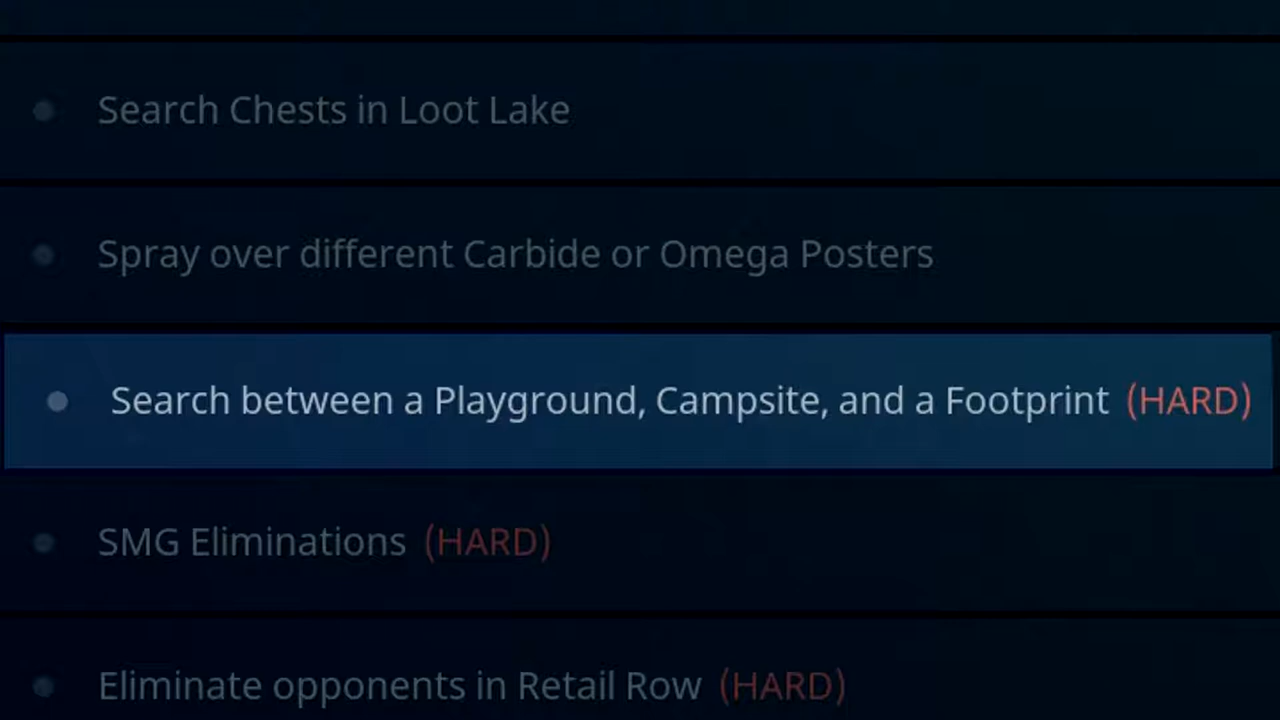 Search Chests in Loot Lake
Spray over different Carbide or Omega Posters
Search between a Playground, Campsite, and a Footprint (HARD)
SMG Eliminations (HARD)
Eliminate opponents in Retail Row (HARD)